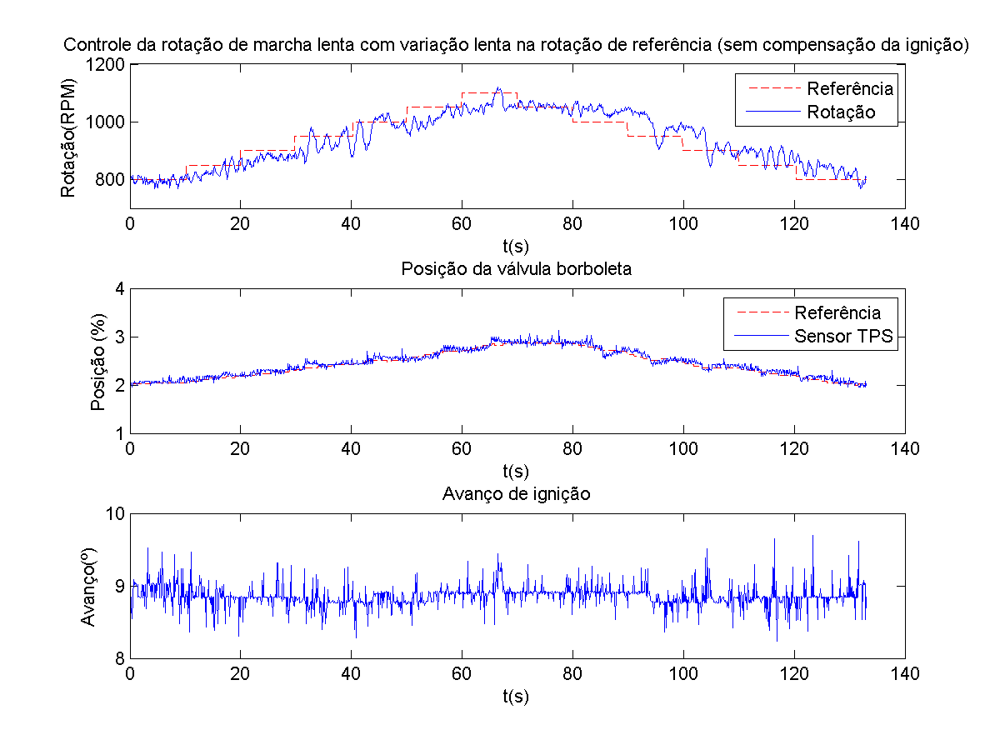 Controle da rotação de marcha lenta com variação lenta na rotação de referência (sem compensação da ignição)
1200
1000
800
Rotação(RPM)
Referência
Rotação
0 20 40 60 80 100 120 140
t(s)
Posição da válvula borboleta
4
3
2
1
Posição (%)
Referência
Sensor TPS
0 20 40 60 80 100 120 140
t(s)
Avanço de ignição
10
9
8
Avanço(º)
0 20 40 60 80 100 120 140
t(s)